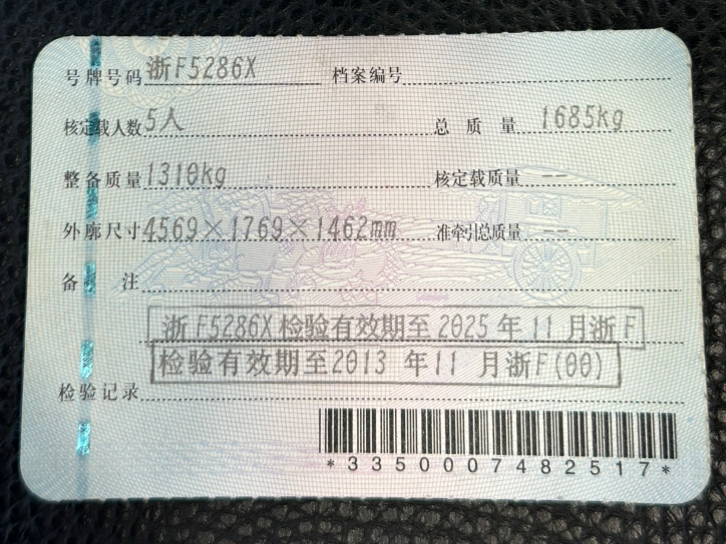 号牌号码 浙F5286X 档案编号
核定载人数 5人 总质量 1685kg
整备质量 1310kg 核定载质量 --
外廓尺寸 4569×1769×1462mm 准牵引总质量 --
备注
浙F5286X检验有效期至2025年11月浙F
检验有效期至2013年11月浙F(00)
检验记录
*3350007482517*